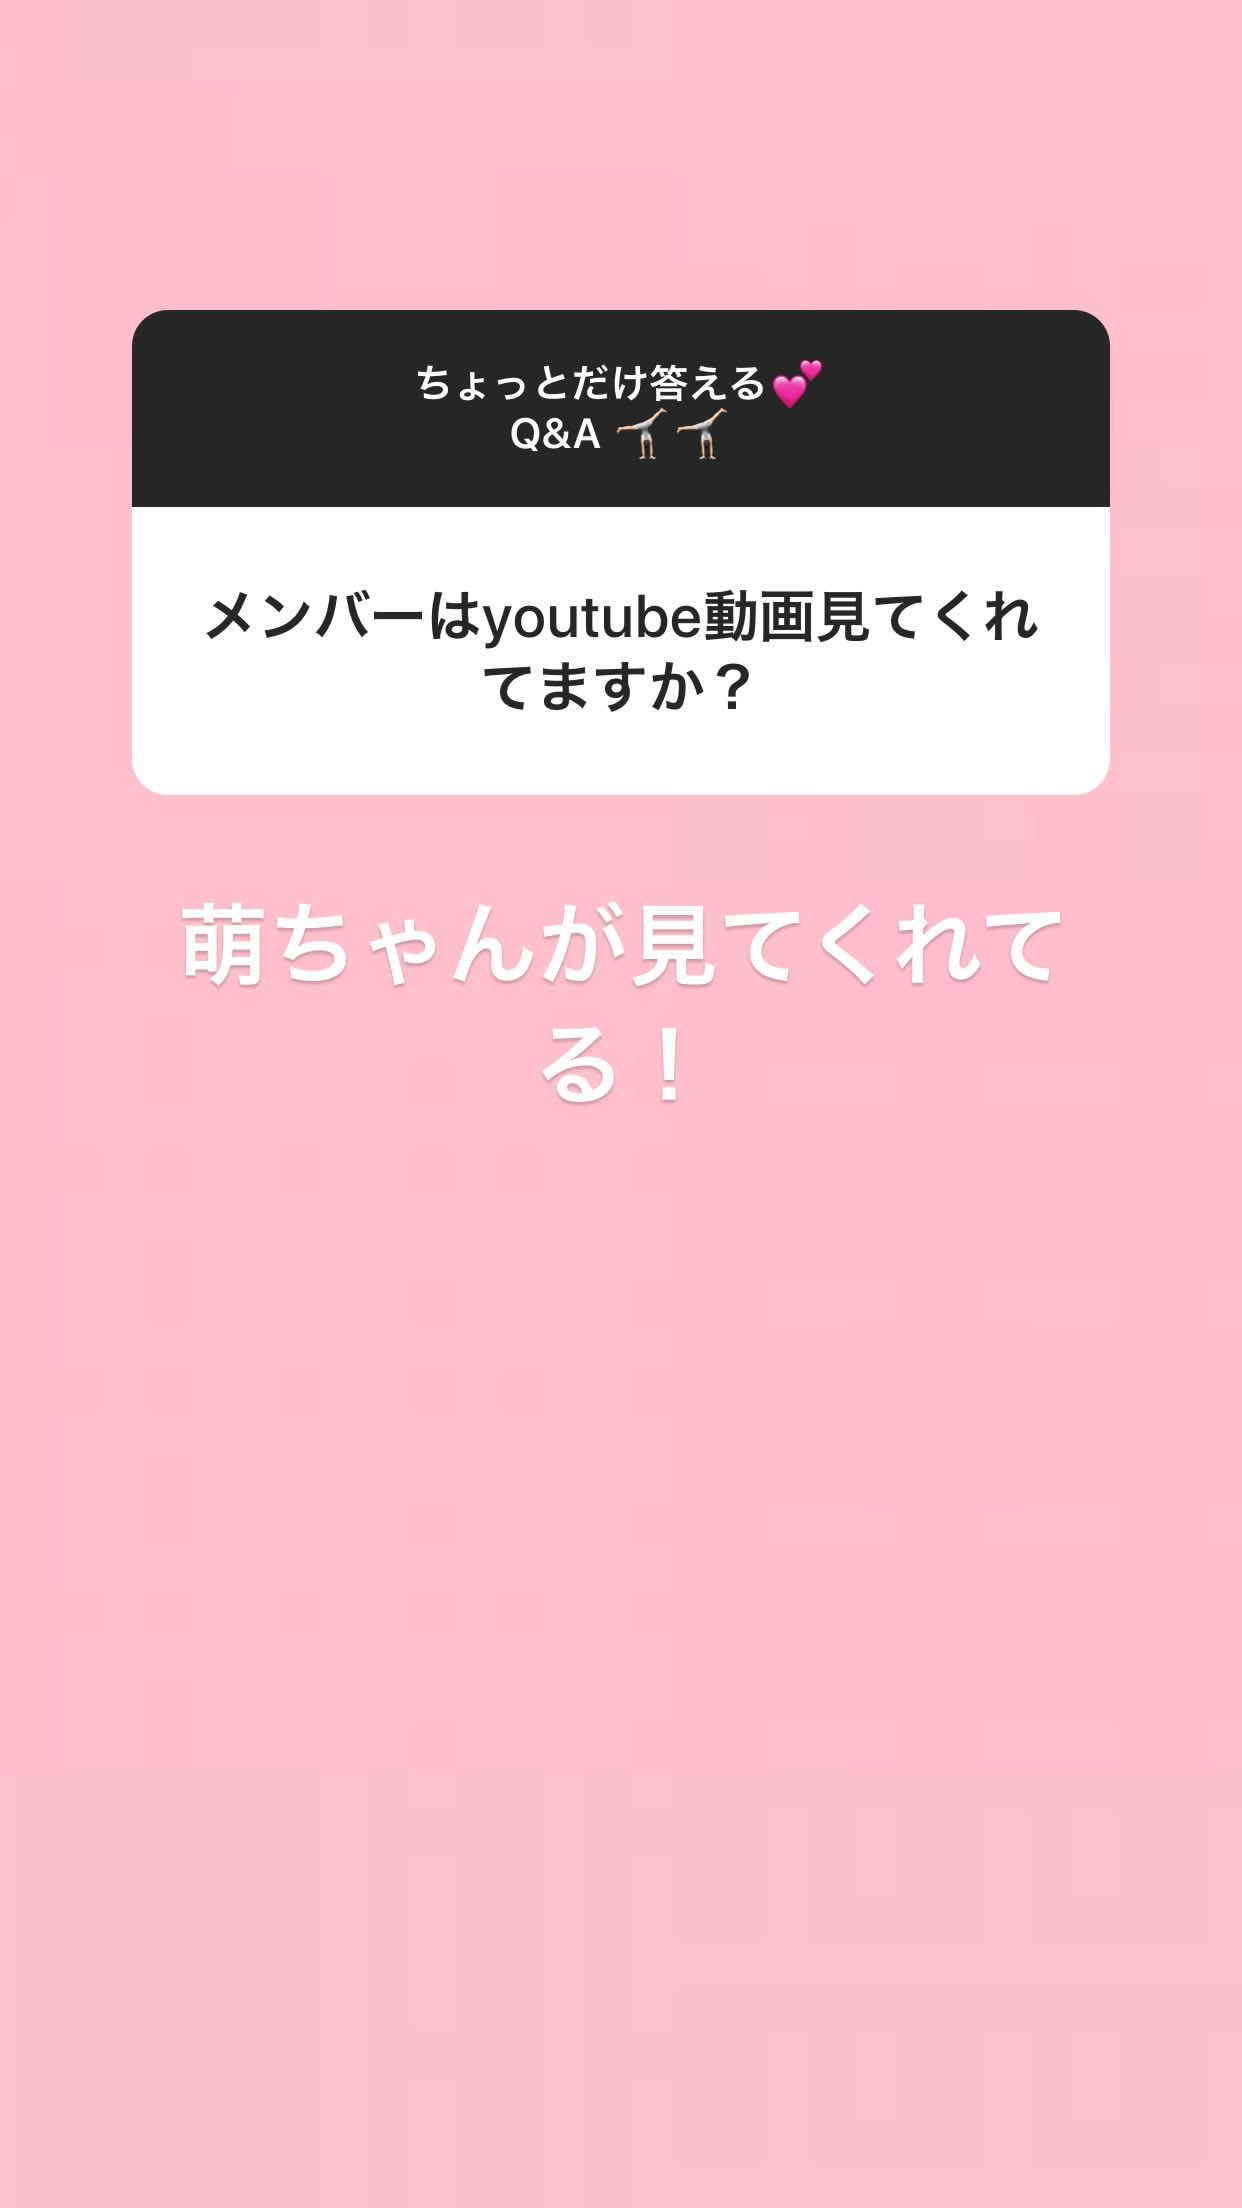 ちょっとだけ答える💕
Q&A 🤸🏼🤸🏼
メンバーはyoutube動画見てくれ
てますか？
萌ちゃんが見てくれて
る！